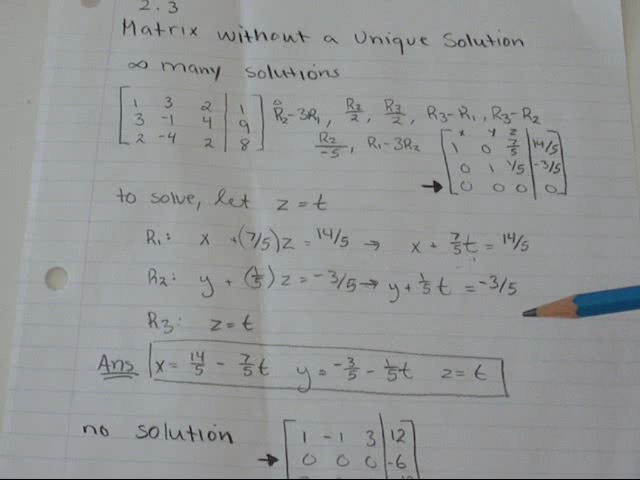 2.3
Matrix without a Unique Solution
∞ many solutions
1 3 2 | 1
3 -1 4 | 9
2 -4 2 | 8
R2-3R1, R2/2, R3/2, R3-R1, R3-R2
R2/-5, R1-3R2
x y z
1 0 7/5 | 14/5
0 1 1/5 | -3/5
0 0 0 | 0
to solve, let z=t
R1: x +(7/5)z = 14/5 → x + 7/5t = 14/5
R2: y + (1/5)z = -3/5 → y + 1/5t = -3/5
R3: z=t
Ans x = 14/5 - 7/5t y = -3/5 - 1/5t z = t
no solution
1 -1 3 | 12
0 0 0 | -6